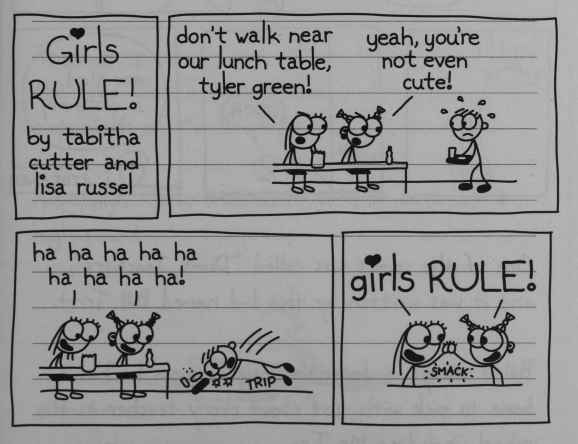 Girls
RULE!
by tabitha
cutter and
lisa russel
don't walk near
our lunch table,
tyler green!
yeah, you're
not even
cute!
ha ha ha ha ha
ha ha ha ha!
TRIP
girls RULE!
SMACK